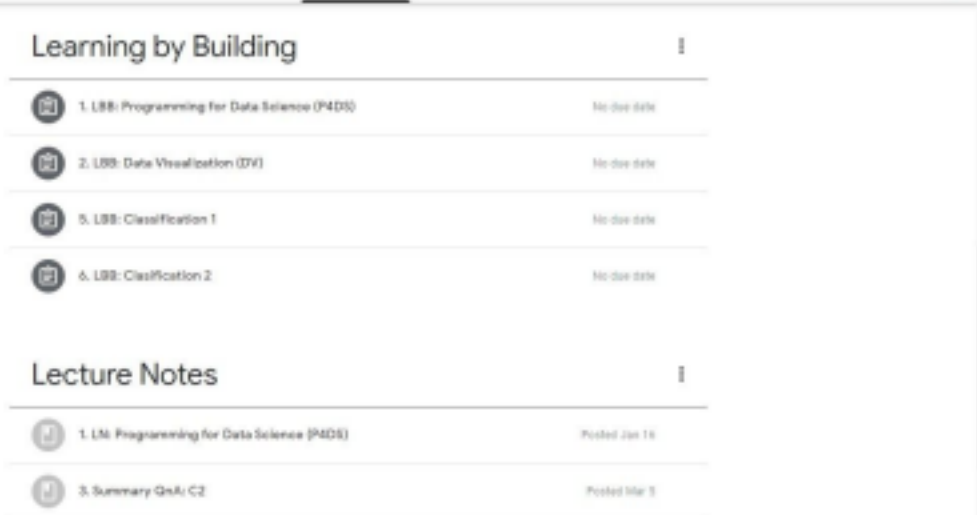 Learning by Building
1. LBB: Programming for Data Science (P4DS)
No due date
2. LBB: Data Visualization (DV)
No due date
5. LBB: Classification 1
No due date
6. LBB: Clasification 2
No due date
Lecture Notes
1. LN: Programming for Data Science (P4DS)
Posted Jan 16
3. Summary QnA: C2
Posted Mar 5